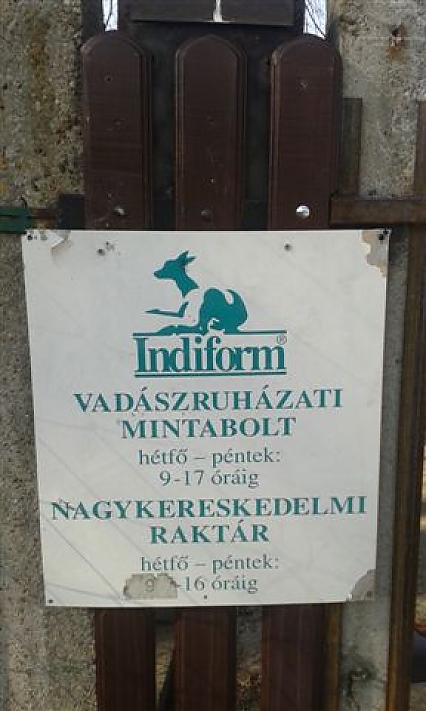 Indiform®
VADÁSZRUHÁZATI
MINTABOLT
hétfő – péntek:
9-17 óráig
NAGYKERESKEDELMI
RAKTÁR
hétfő – péntek:
9 -16 óráig